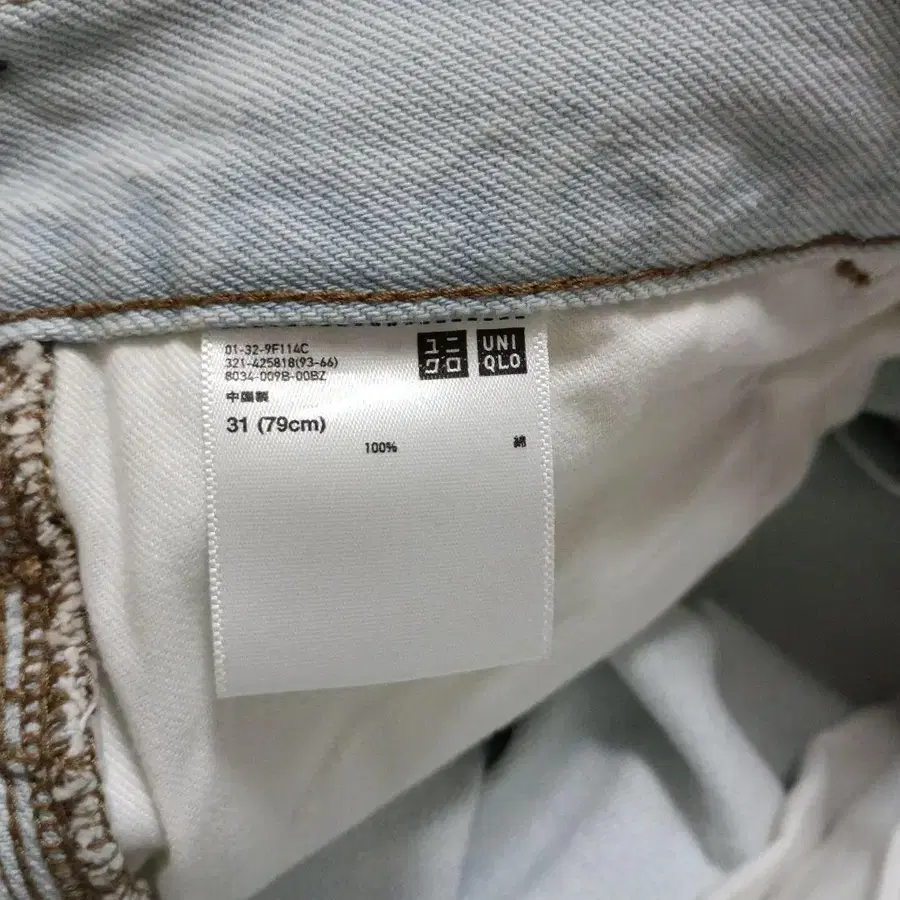 01-32-9F114C
321-425818(93-66)
8034-009B-00BZ
中国製
31 (79cm)
100% 綿
ユニ
クロ
UNI
QLO